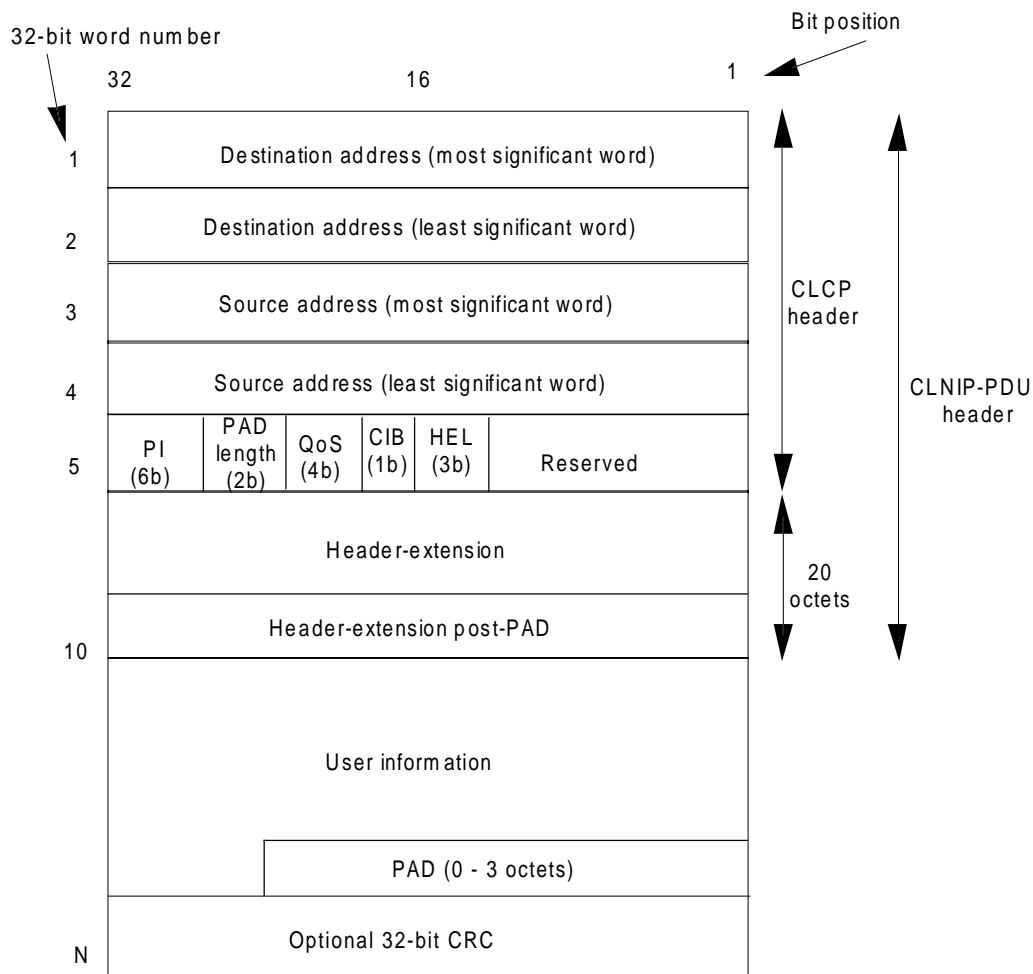 Bit position
32-bit word number
32 16 1
1 Destination address (most significant word)
2 Destination address (least significant word)
3 Source address (most significant word)
CLCP
header
4 Source address (least significant word)
CLNIP-PDU
header
5
PI
(6b)
PAD
length
(2b)
QoS
(4b)
CIB
(1b)
HEL
(3b)
Reserved
Header-extension
20
octets
Header-extension post-PAD
10
User information
PAD (0 - 3 octets)
Optional 32-bit CRC
N